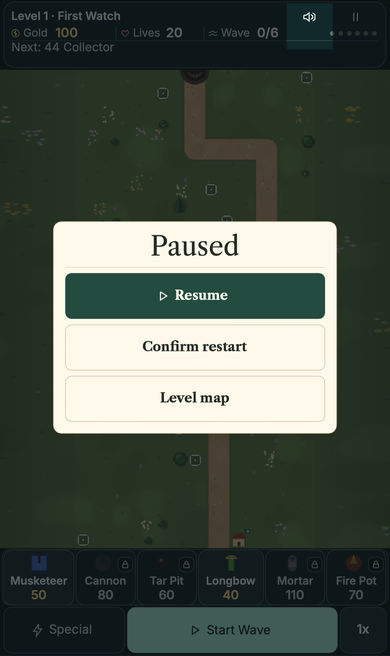 Level 1 · First Watch
Gold 100 Lives 20 Wave 0/6
Next: 44 Collector
Paused
Resume
Confirm restart
Level map
Musketeer Cannon Tar Pit Longbow Mortar Fire Pot
50 80 60 40 110 70
Special Start Wave 1x